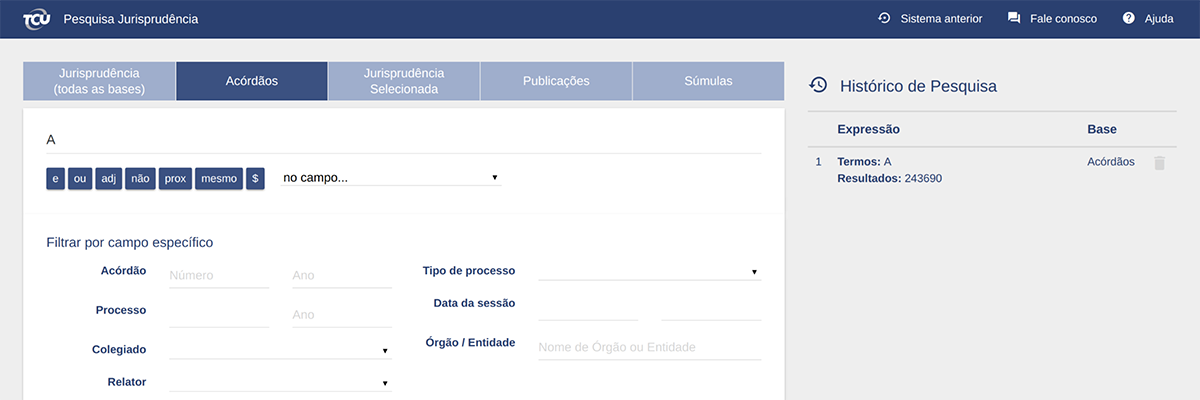 TCU Pesquisa Jurisprudência
Sistema anterior Fale conosco ? Ajuda
Jurisprudência
(todas as bases)
Acórdãos
Jurisprudência
Selecionada
Publicações
Súmulas
A
e ou adj não prox mesmo $ no campo...
Filtrar por campo específico
Acórdão Número Ano
Tipo de processo
Processo Ano
Data da sessão
Colegiado
Órgão / Entidade Nome de Órgão ou Entidade
Relator
Histórico de Pesquisa
Expressão Base
1 Termos: A Acórdãos
Resultados: 243690